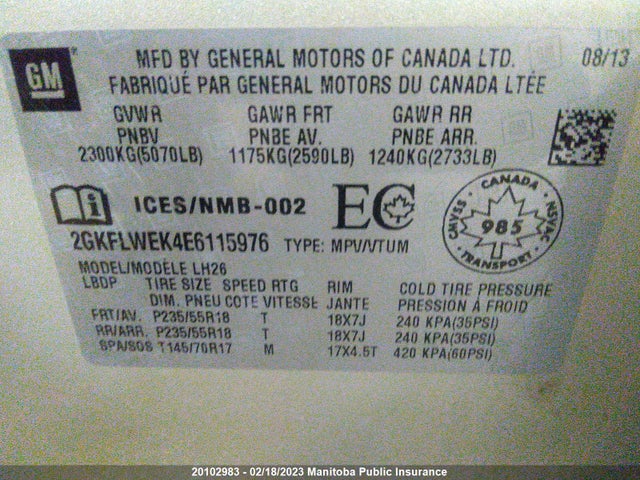 GM
MFD BY GENERAL MOTORS OF CANADA LTD. 08/13
FABRIQUÉ PAR GENERAL MOTORS DU CANADA LTÉE
GVWR GAWR FRT GAWR RR
PNBV PNBE AV. PNBE ARR.
2300KG(5070LB) 1175KG(2590LB) 1240KG(2733LB)
i ICES/NMB-002 EC
CANADA
CMVSS NSVAC
985
TRANSPORT
2GKFLWEK4E6115976 TYPE: MPV/VTUM
MODEL/MODÈLE LH26
LBDP TIRE SIZE SPEED RTG RIM COLD TIRE PRESSURE
DIM. PNEU COTE VITESSE JANTE PRESSION À FROID
FRT/AV. P235/55R18 T 18X7J 240 KPA(35PSI)
RR/ARR. P235/55R18 T 18X7J 240 KPA(35PSI)
SPA/SOS T145/70R17 M 17X4.5T 420 KPA(60PSI)
20102983 - 02/18/2023 Manitoba Public Insurance